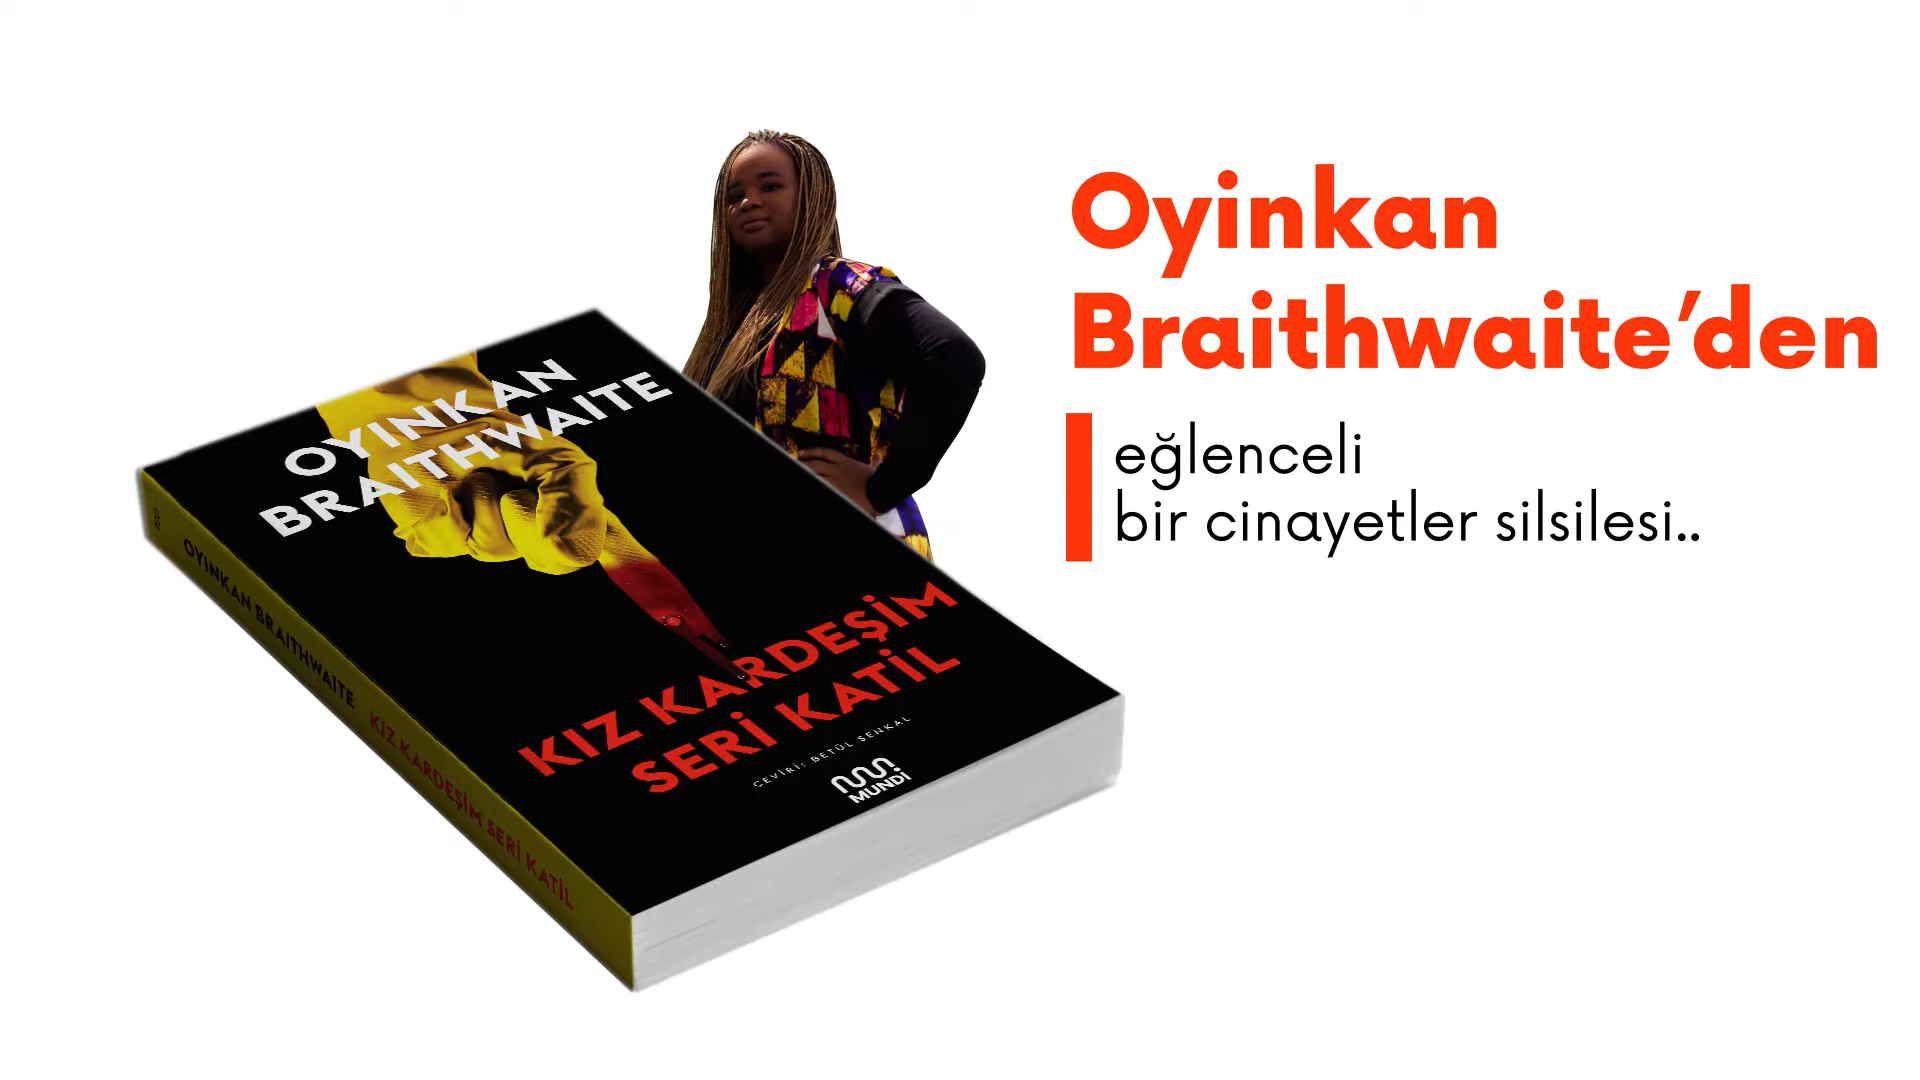 Oyinkan
Braithwaite’den
eğlenceli
bir cinayetler silsilesi..
OYINKAN
BRAITHWAITE
KIZ KARDEŞİM
SERİ KATİL
ÇEVİRİ: BETÜL ŞENKAL
MUNDİ
OYINKAN BRAITHWAITE KIZ KARDEŞİM SERİ KATİL